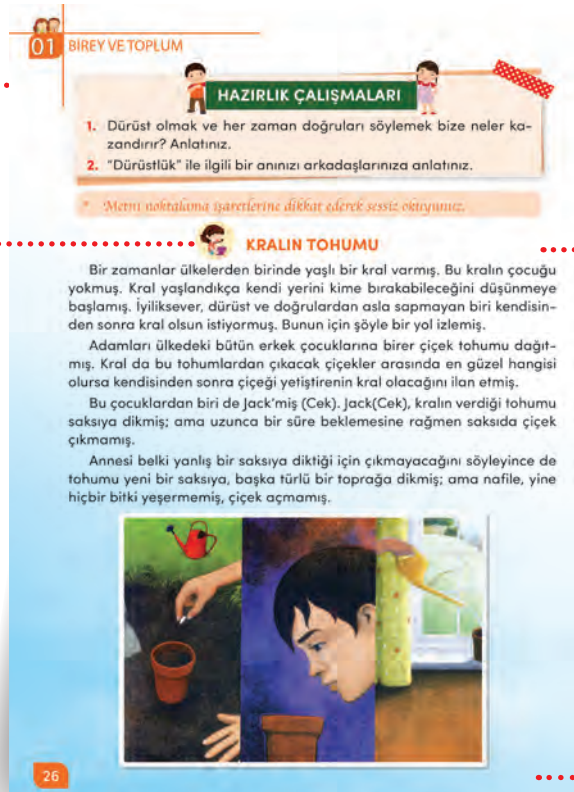 01 BİREY VE TOPLUM
HAZIRLIK ÇALIŞMALARI
1. Dürüst olmak ve her zaman doğruları söylemek bize neler ka-
zandırır? Anlatınız.
2. "Dürüstlük" ile ilgili bir anınızı arkadaşlarınıza anlatınız.
* Metni noktalama işaretlerine dikkat ederek sessiz okuyunuz.
KRALIN TOHUMU
Bir zamanlar ülkelerden birinde yaşlı bir kral varmış. Bu kralın çocuğu
yokmuş. Kral yaşlandıkça kendi yerini kime bırakabileceğini düşünmeye
başlamış. İyiliksever, dürüst ve doğrulardan asla sapmayan biri kendisin-
den sonra kral olsun istiyormuş. Bunun için şöyle bir yol izlemiş.
Adamları ülkedeki bütün erkek çocuklarına birer çiçek tohumu dağıt-
mış. Kral da bu tohumlardan çıkacak çiçekler arasında en güzel hangisi
olursa kendisinden sonra çiçeği yetiştirenin kral olacağını ilan etmiş.
Bu çocuklardan biri de Jack'miş (Cek). Jack(Cek), kralın verdiği tohumu
saksıya dikmiş; ama uzunca bir süre beklemesine rağmen saksıda çiçek
çıkmamış.
Annesi belki yanlış bir saksıya diktiği için çıkmayacağını söyleyince de
tohumu yeni bir saksıya, başka türlü bir toprağa dikmiş; ama nafile, yine
hiçbir bitki yeşermemiş, çiçek açmamış.
26